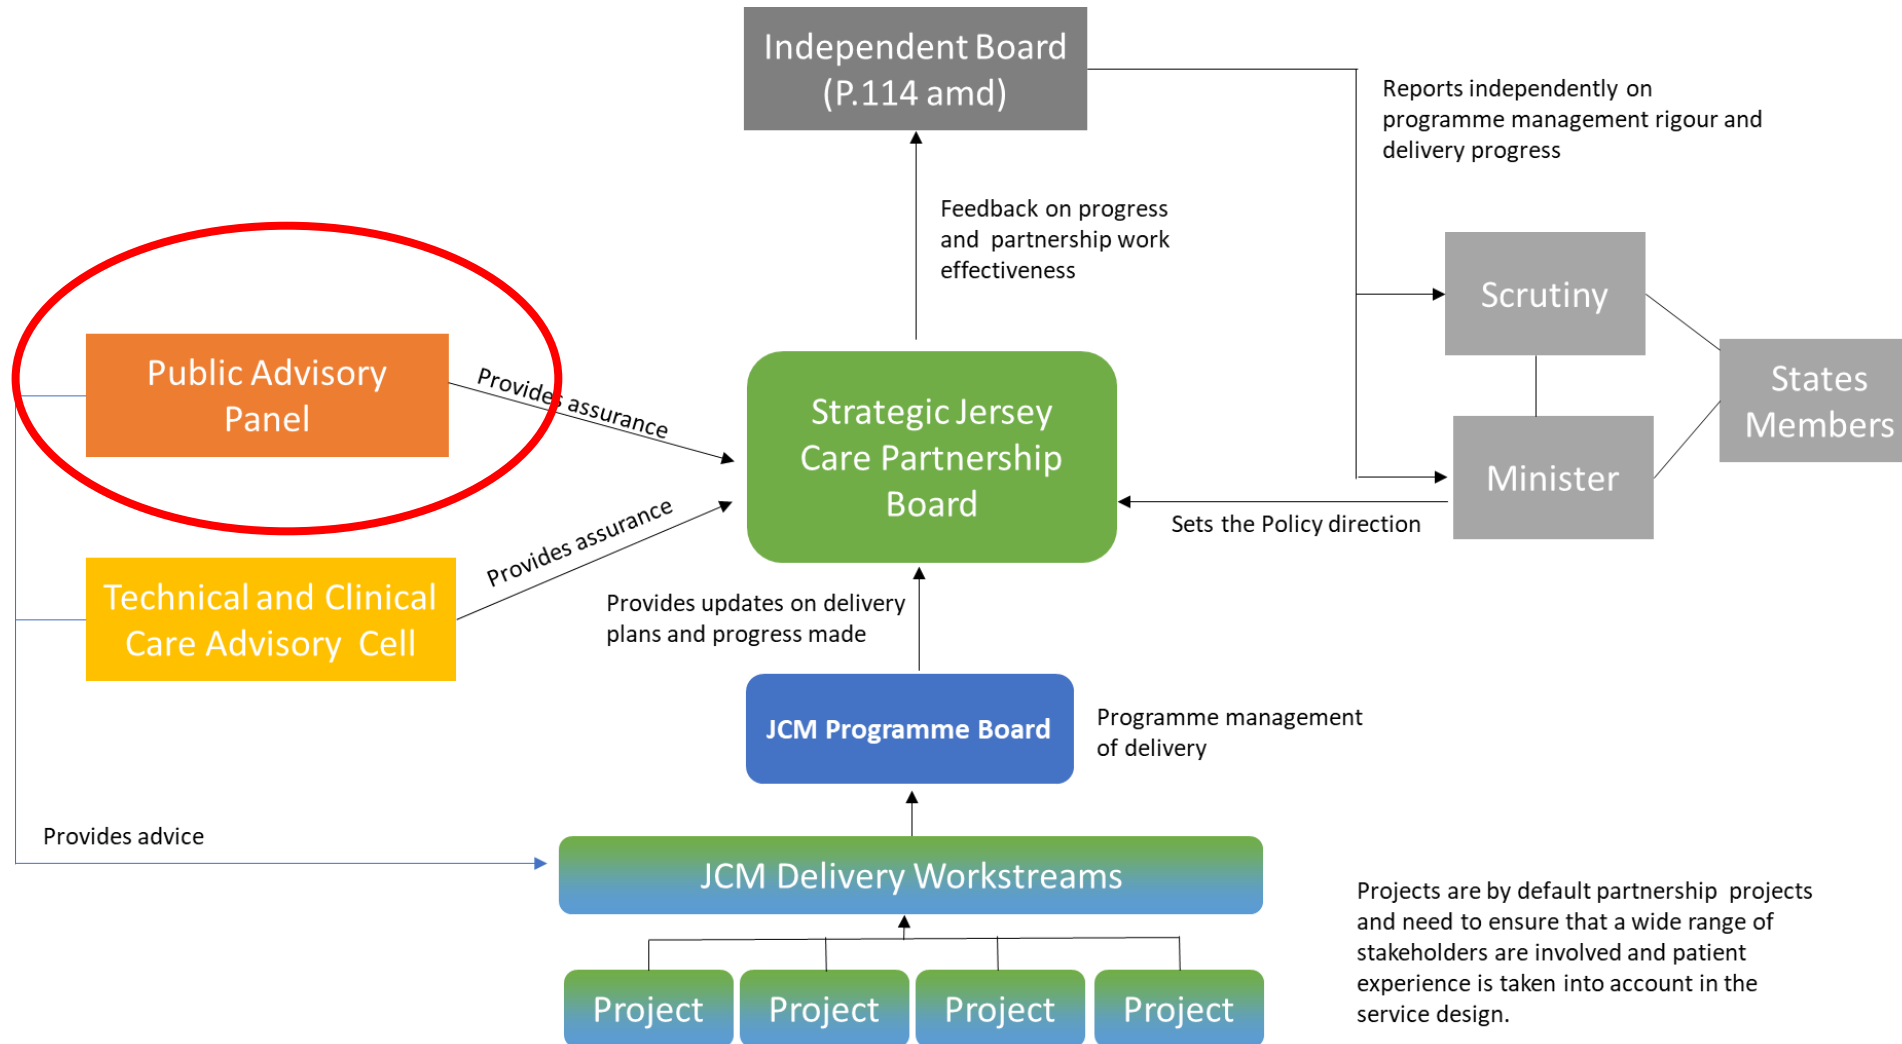 Independent Board
(P.114 amd)
Reports independently on
programme management rigour and
delivery progress
Feedback on progress
and partnership work
effectiveness
Scrutiny
Public Advisory
Panel
Provides assurance
Strategic Jersey
Care Partnership
Board
States
Members
Minister
Sets the Policy direction
Provides assurance
Technical and Clinical
Care Advisory Cell
Provides updates on delivery
plans and progress made
JCM Programme Board
Programme management
of delivery
Provides advice
JCM Delivery Workstreams
Projects are by default partnership projects
and need to ensure that a wide range of
stakeholders are involved and patient
experience is taken into account in the
service design.
Project
Project
Project
Project